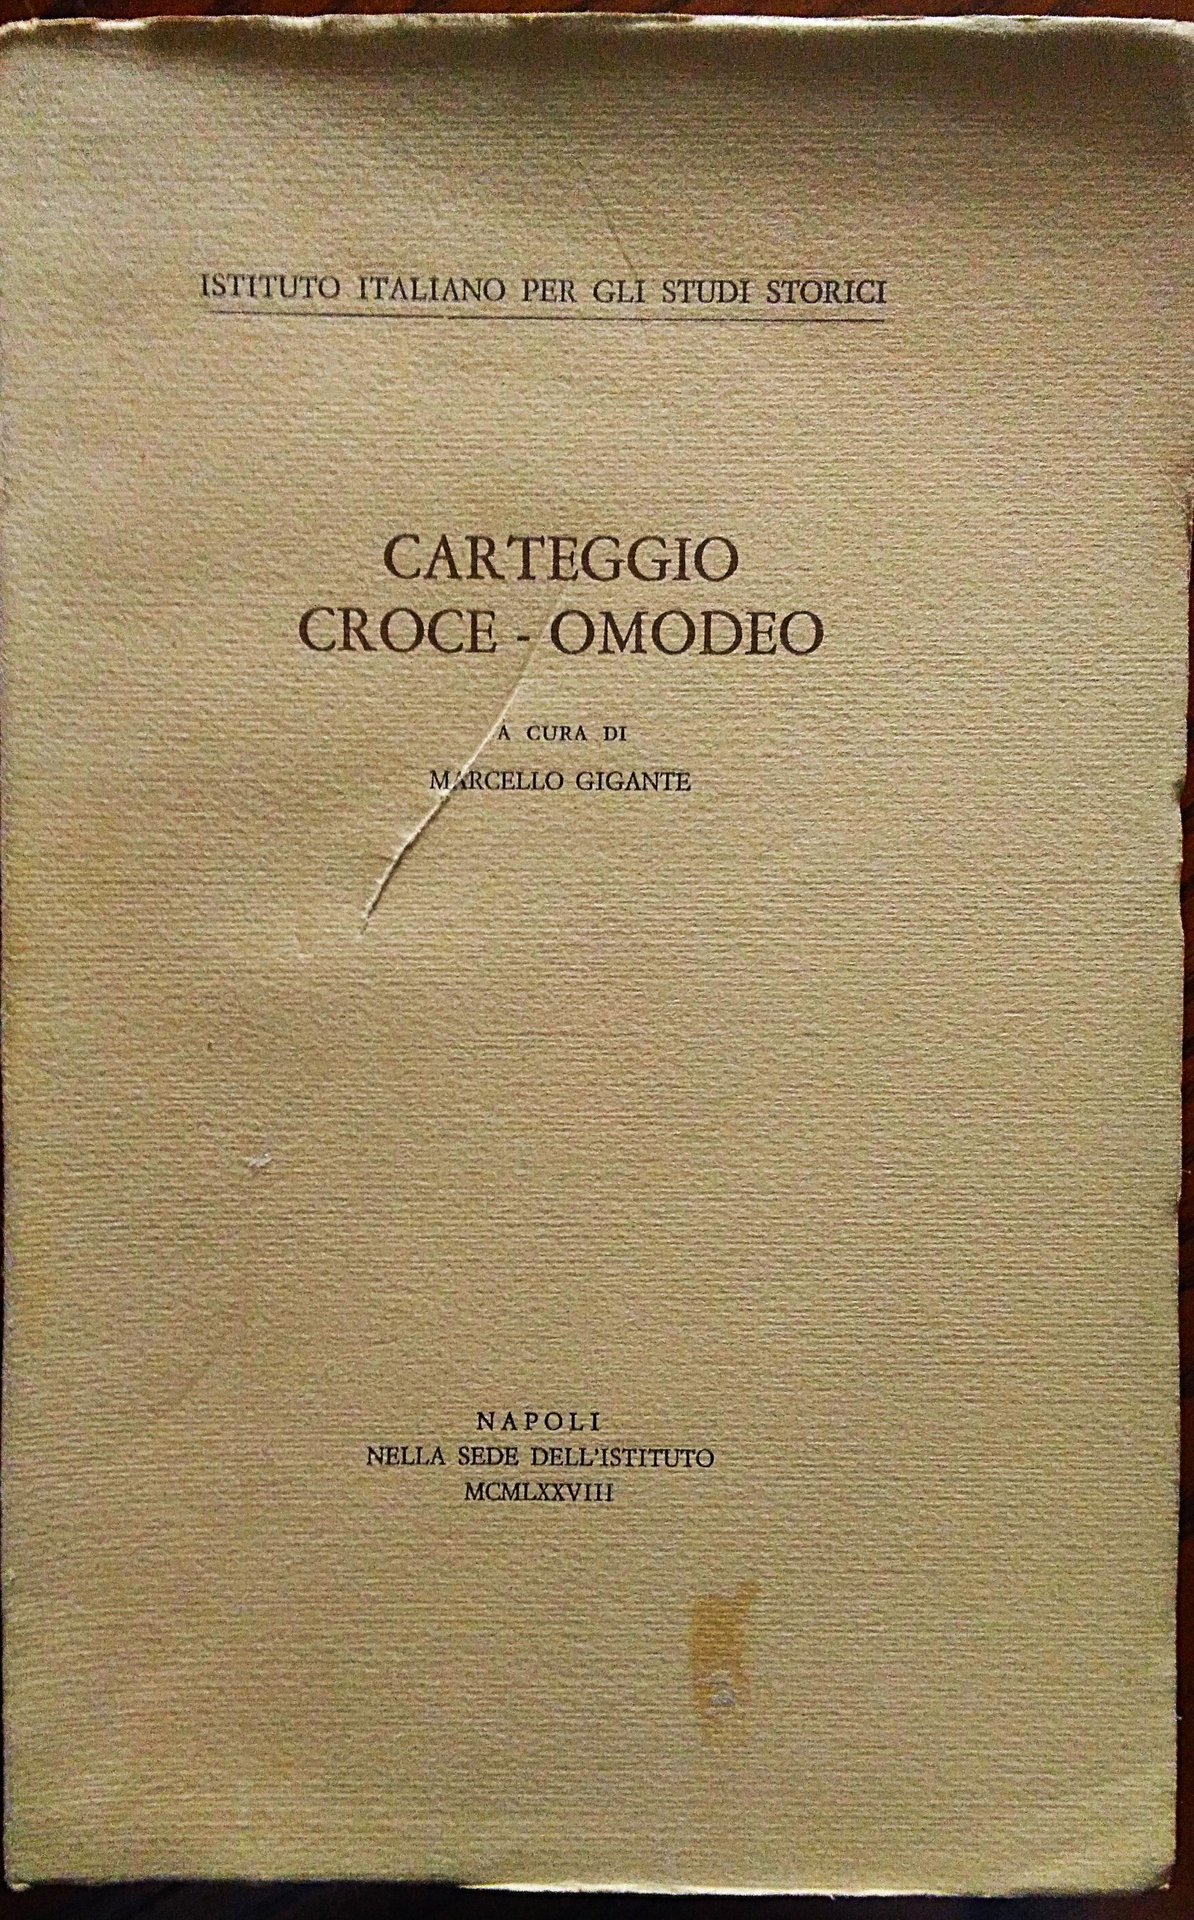 ISTITUTO ITALIANO PER GLI STUDI STORICI
CARTEGGIO
CROCE - OMODEO
A CURA DI
MARCELLO GIGANTE
NAPOLI
NELLA SEDE DELL'ISTITUTO
MCMLXXVIII